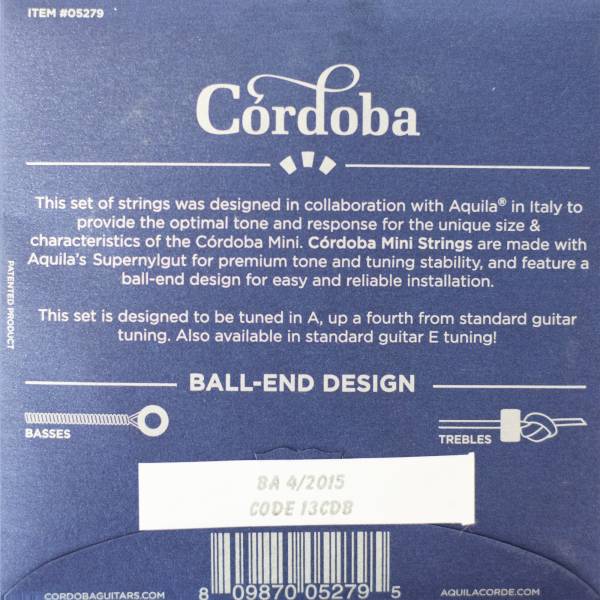 ITEM #05279
Córdoba
This set of strings was designed in collaboration with Aquila® in Italy to
provide the optimal tone and response for the unique size &
characteristics of the Córdoba Mini. Córdoba Mini Strings are made with
Aquila's Supernylgut for premium tone and tuning stability, and feature a
ball-end design for easy and reliable installation.
PATENTED PRODUCT
This set is designed to be tuned in A, up a fourth from standard guitar
tuning. Also available in standard guitar E tuning!
BALL-END DESIGN
BASSES
TREBLES
BA 4/2015
CODE 13CDB
CORDOBAGUITARS.COM
8 09870 05279 5
AQUILACORDE.COM